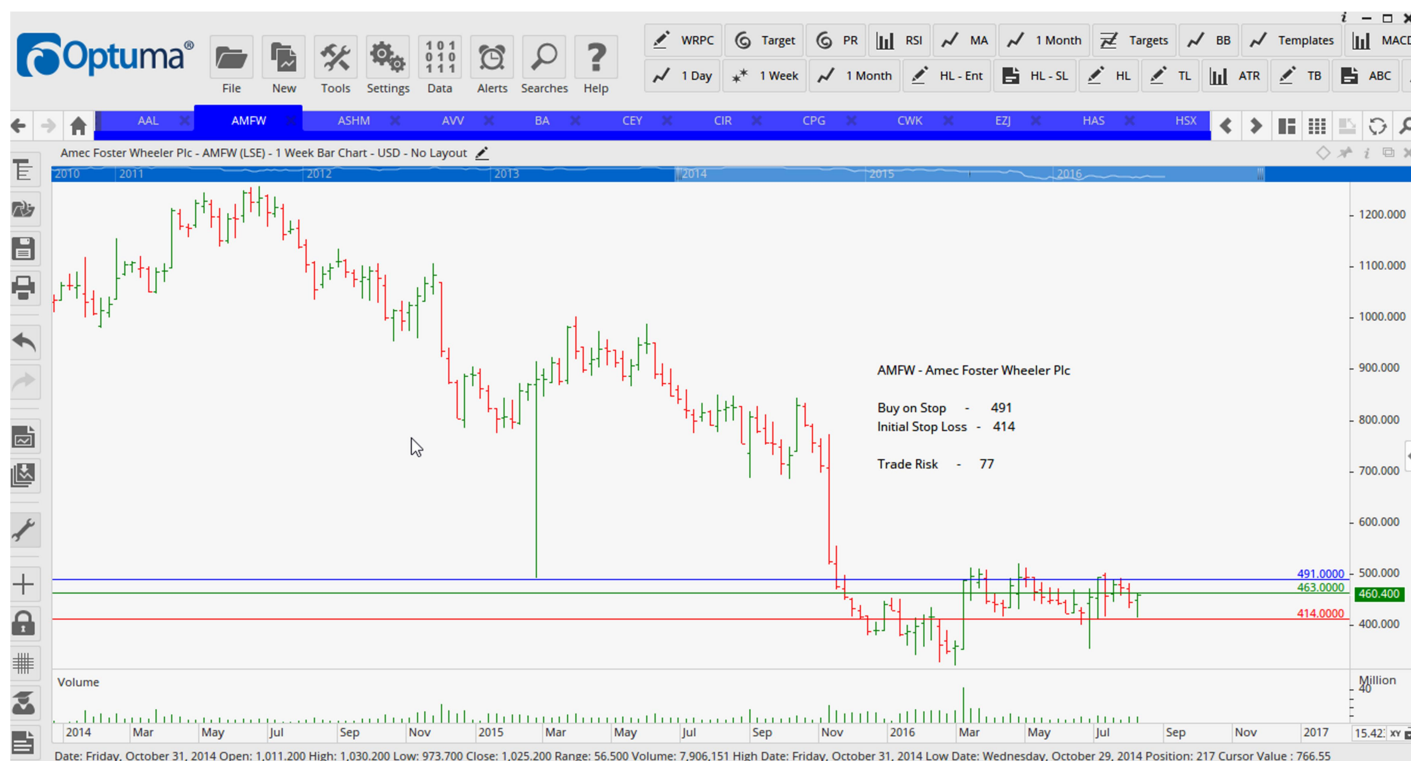 Optuma®
File New Tools Settings Data Alerts Searches Help
WRPC Target PR RSI MA 1 Month Targets BB Templates MACD
1 Day 1 Week 1 Month HL - Ent HL - SL HL TL ATR TB ABC
AAL AMFW ASHM AVV BA CEY CIR CPG CWK EZJ HAS HSX
Amec Foster Wheeler Plc - AMFW (LSE) - 1 Week Bar Chart - USD - No Layout
2010 2011 2012 2013 2014 2015 2016
1200.000
1100.000
1000.000
900.000
800.000
700.000
600.000
500.000
400.000
AMFW - Amec Foster Wheeler Plc
Buy on Stop - 491
Initial Stop Loss - 414
Trade Risk - 77
491.0000
463.0000
460.400
414.0000
Volume
Million
40
2014 Mar May Jul Sep Nov 2015 Mar May Jul Sep Nov 2016 Mar May Jul Sep Nov 2017 15.42 XY
Date: Friday, October 31, 2014 Open: 1,011.200 High: 1,030.200 Low: 973.700 Close: 1,025.200 Range: 56.500 Volume: 7,906,151 High Date: Friday, October 31, 2014 Low Date: Wednesday, October 29, 2014 Position: 217 Cursor Value : 766.55